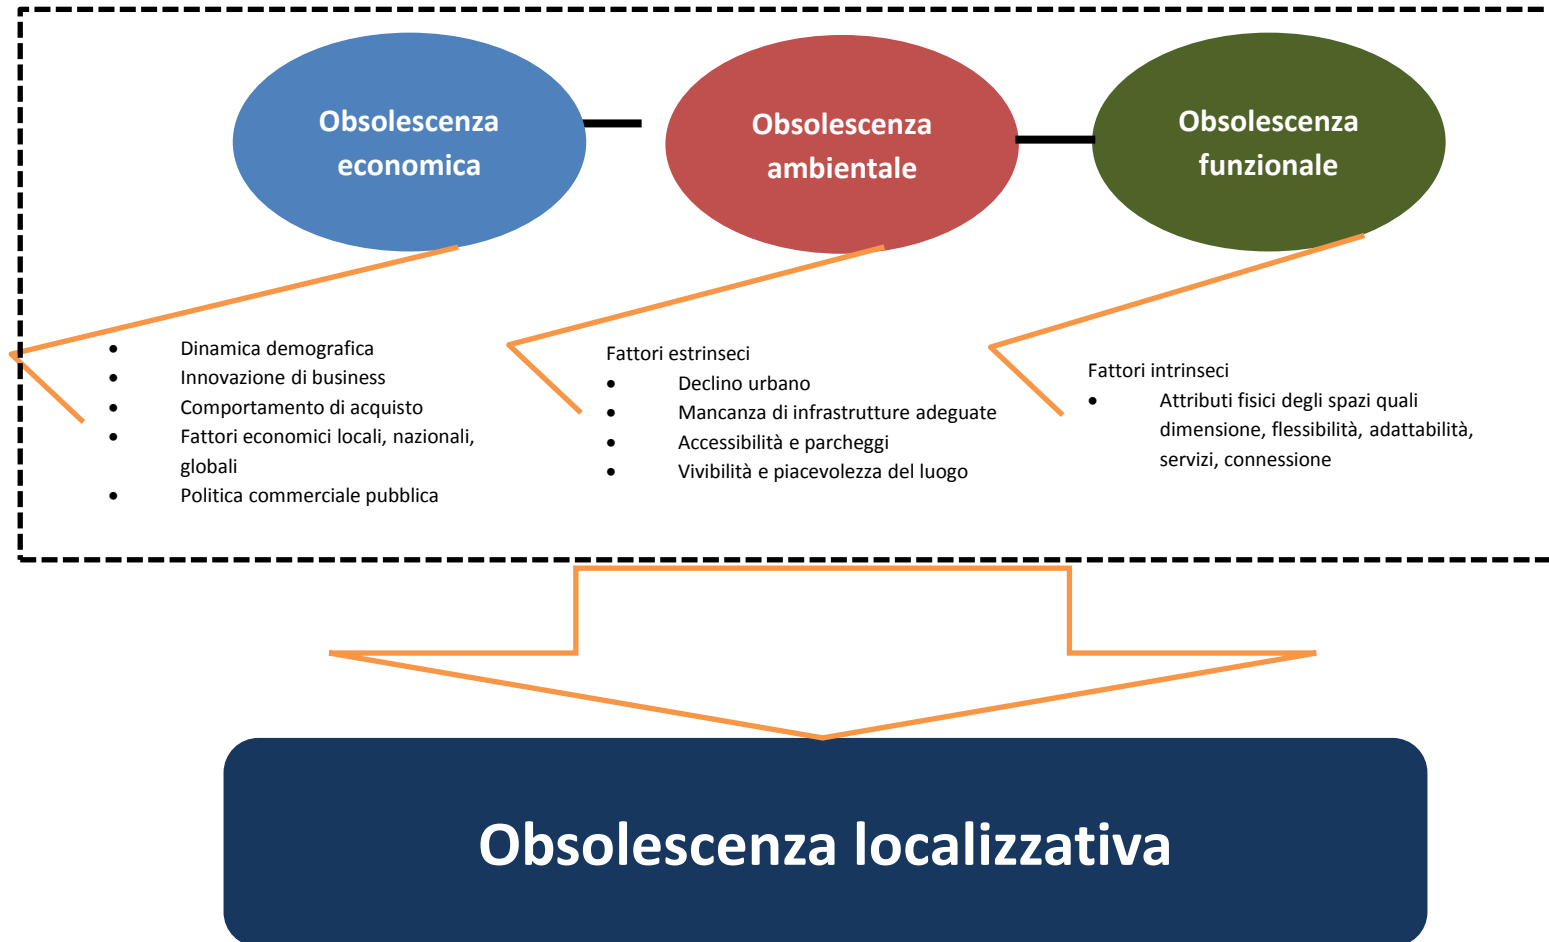 Obsolescenza
economica
Obsolescenza
ambientale
Obsolescenza
funzionale
• Dinamica demografica
• Innovazione di business
• Comportamento di acquisto
• Fattori economici locali, nazionali,
globali
• Politica commerciale pubblica
Fattori estrinseci
• Declino urbano
• Mancanza di infrastrutture adeguate
• Accessibilità e parcheggi
• Vivibilità e piacevolezza del luogo
Fattori intrinseci
• Attributi fisici degli spazi quali
dimensione, flessibilità, adattabilità,
servizi, connessione
Obsolescenza localizzativa